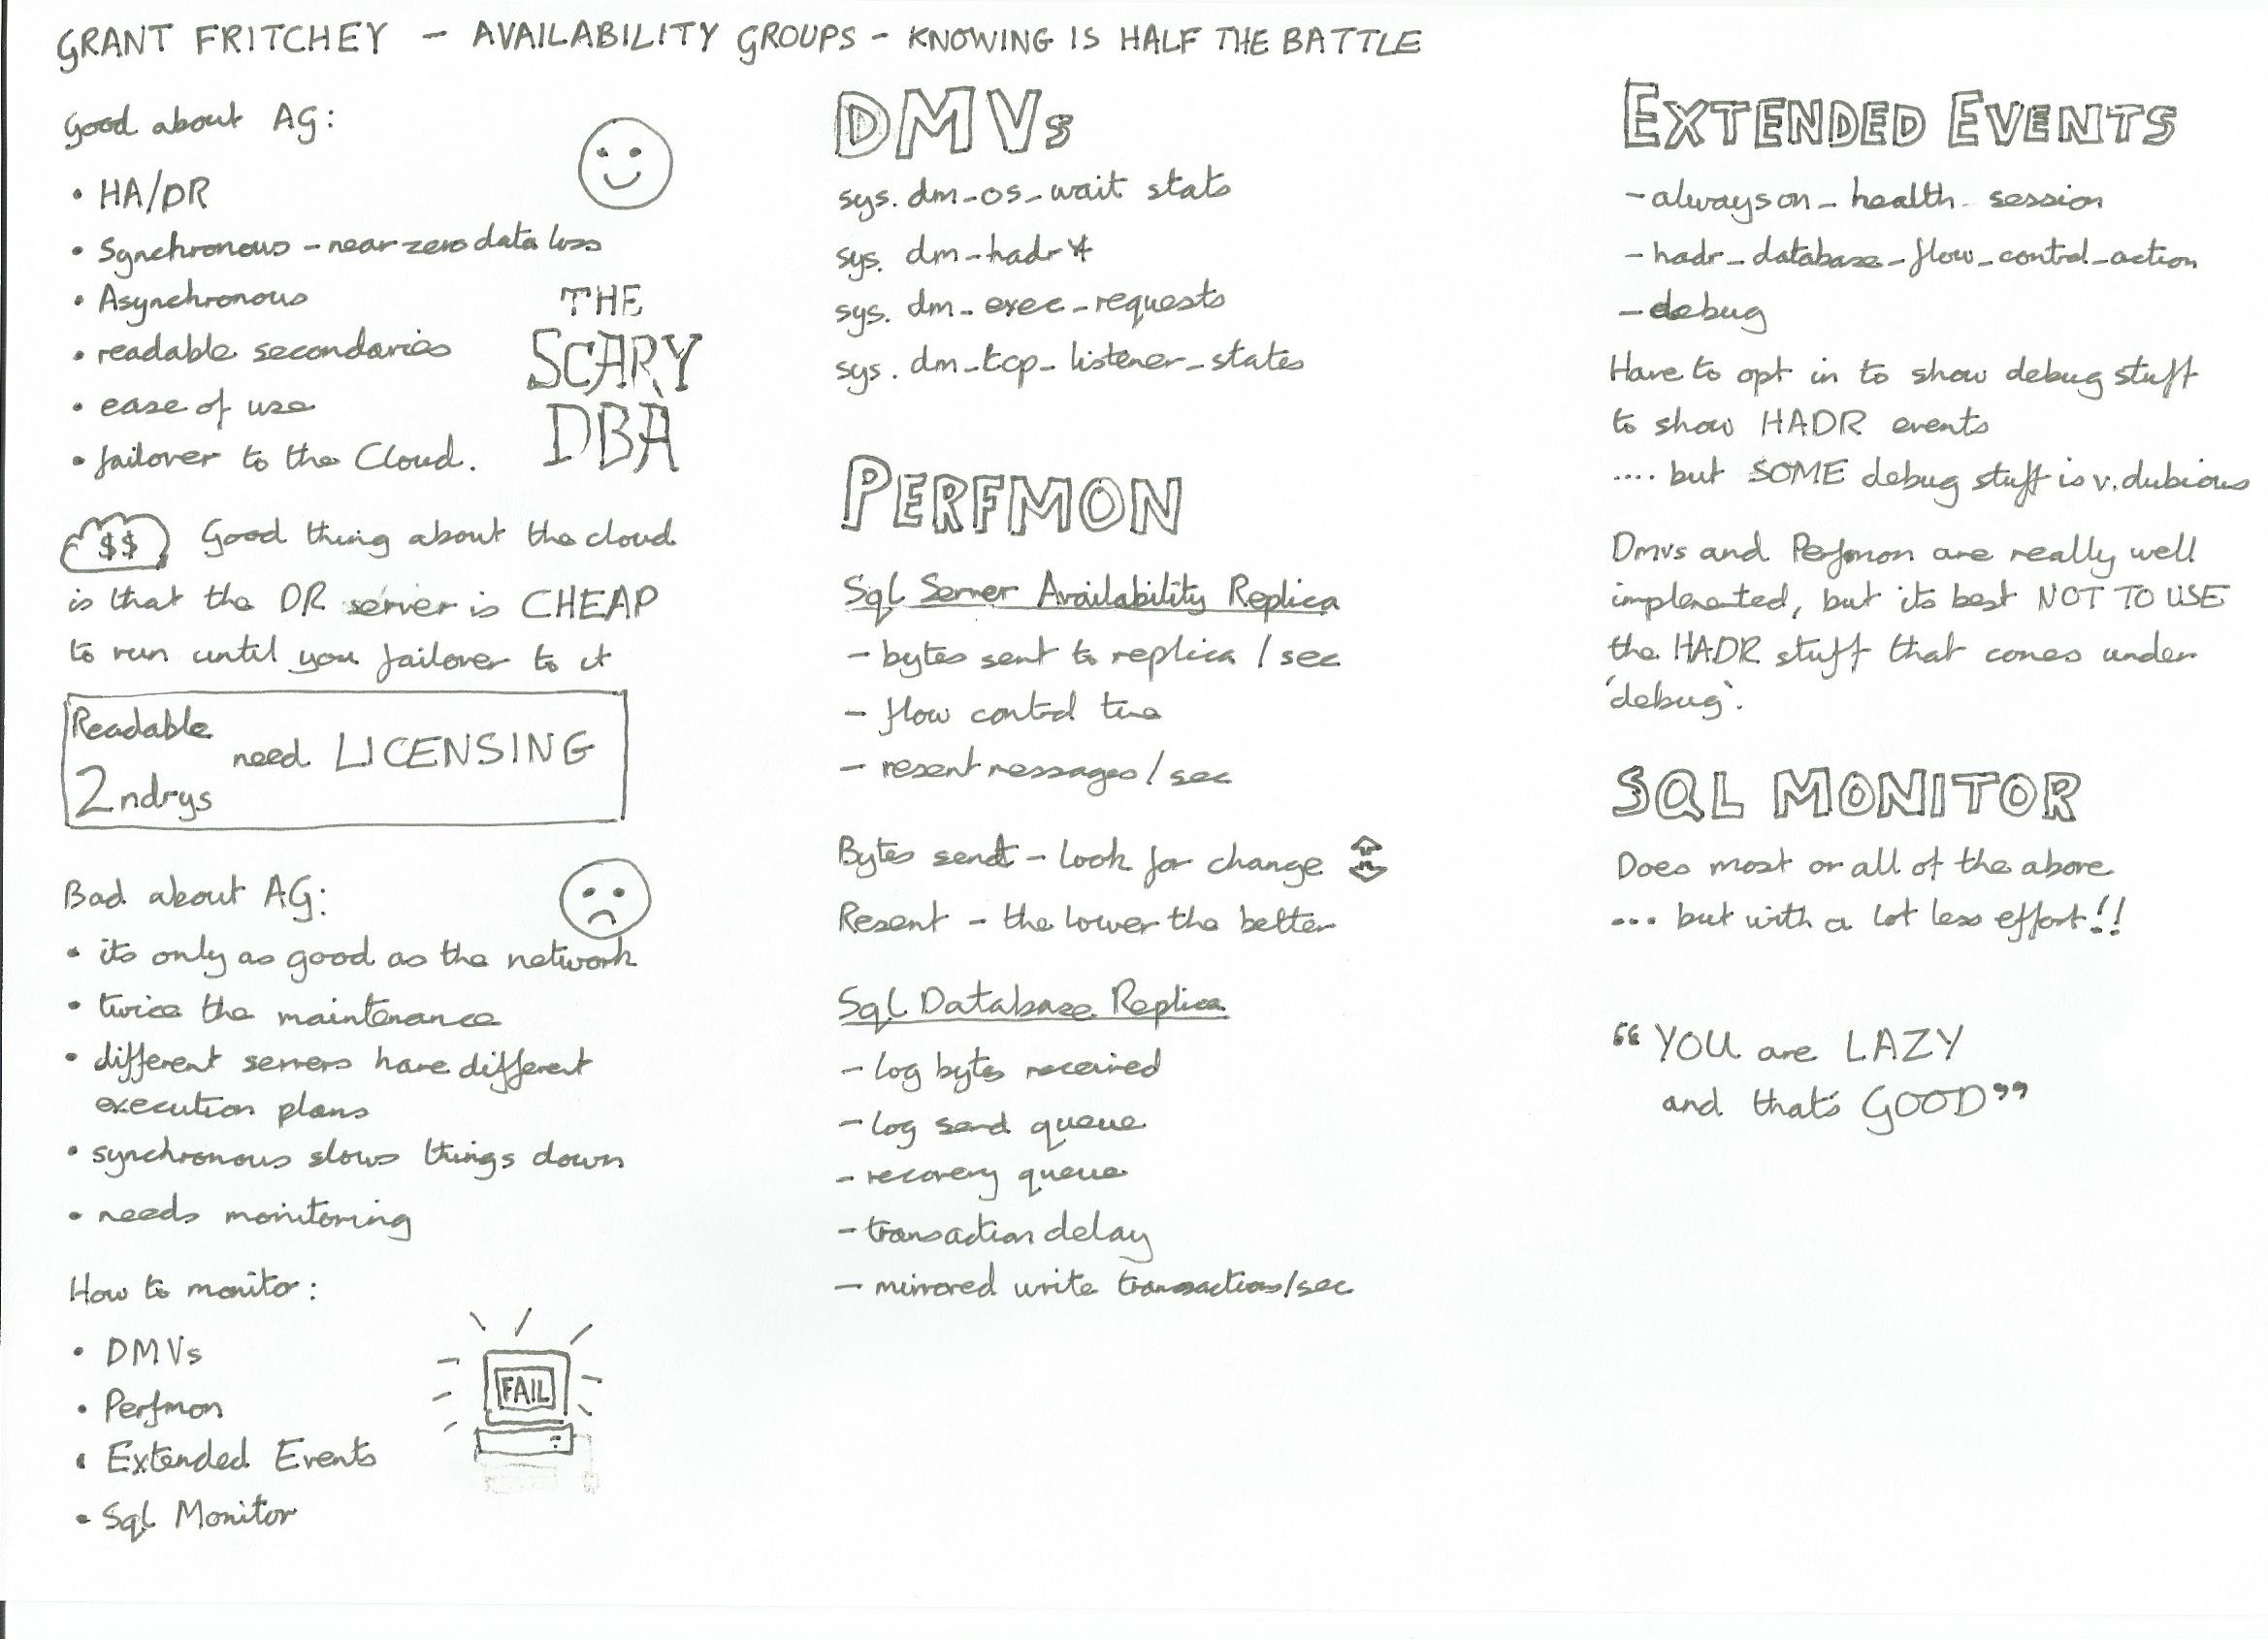 GRANT FRITCHEY - AVAILABILITY GROUPS - KNOWING IS HALF THE BATTLE
Good about AG:
• HA/DR
• Synchronous - near zero data loss
• Asynchronous
• readable secondaries
• ease of use
• failover to the Cloud.
THE
SCARY
DBA
$$ Good thing about the cloud
is that the DR server is CHEAP
to run until you failover to it
Readable
2ndrys need LICENSING
Bad about AG:
• its only as good as the network
• twice the maintenance
• different servers have different
execution plans
• synchronous slows things down
• needs monitoring
How to monitor:
• DMVs
• Perfmon
• Extended Events
• Sql Monitor
FAIL
DMVs
sys. dm_os_wait stats
sys. dm-hadr*
sys. dm_exec_requests
sys. dm_tcp_listener_states
PERFMON
Sql Server Availability Replica
- bytes sent to replica / sec
- flow control time
- resent messages / sec
Bytes sent - look for change
Resent - the lower the better
Sql Database Replica
- log bytes received
- log send queue
- recovery queue
- transaction delay
- mirrored write transactions/sec
EXTENDED EVENTS
- alwayson_health_session
- hadr_database_flow_control_action
- debug
Have to opt in to show debug stuff
to show HADR events
.... but SOME debug stuff is v. dubious
Dmvs and Perfmon are really well
implemented, but its best NOT TO USE
the HADR stuff that comes under
'debug'.
SQL MONITOR
Does most or all of the above
... but with a lot less effort!!
"YOU are LAZY
and that's GOOD"